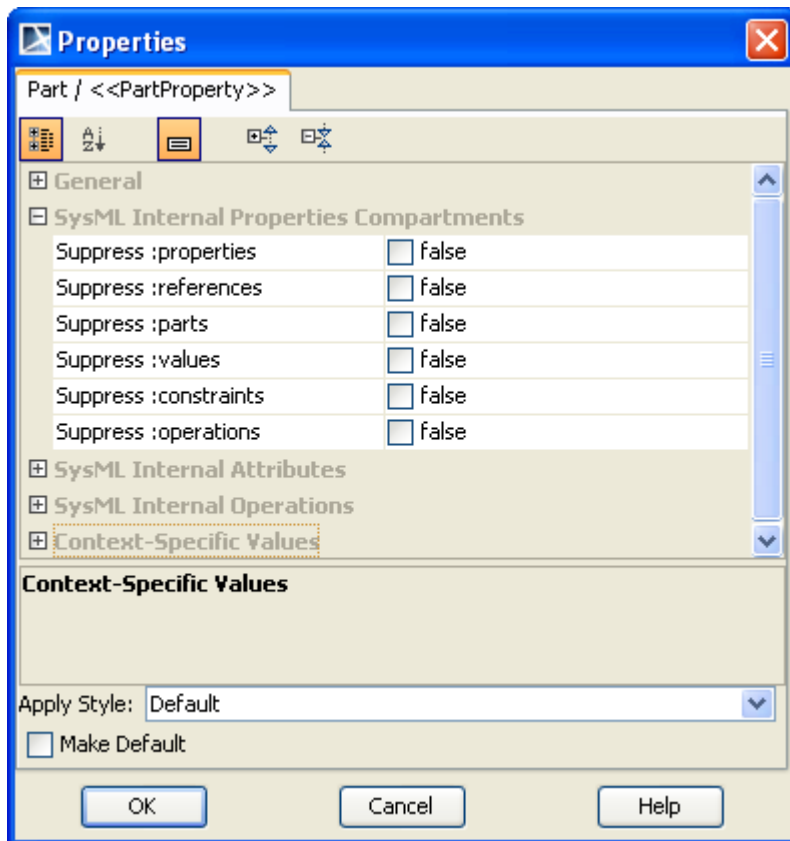 Properties
Part / <<PartProperty>>
A
Z
General
SysML Internal Properties Compartments
Suppress :properties false
Suppress :references false
Suppress :parts false
Suppress :values false
Suppress :constraints false
Suppress :operations false
SysML Internal Attributes
SysML Internal Operations
Context-Specific Values
Context-Specific Values
Apply Style: Default
Make Default
OK Cancel Help